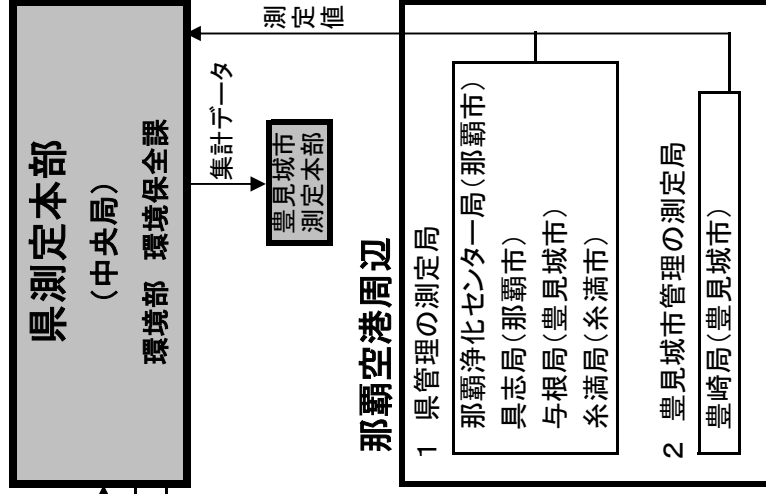 県測定本部
(中央局)
環境部 環境保全課
測定値
集計データ
豊見城市
測定本部
那覇空港周辺
1 県管理の測定局
那覇浄化センター局(那覇市)
具志局(那覇市)
与根局(豊見城市)
糸満局(糸満市)
2 豊見城市管理の測定局
豊崎局(豊見城市)